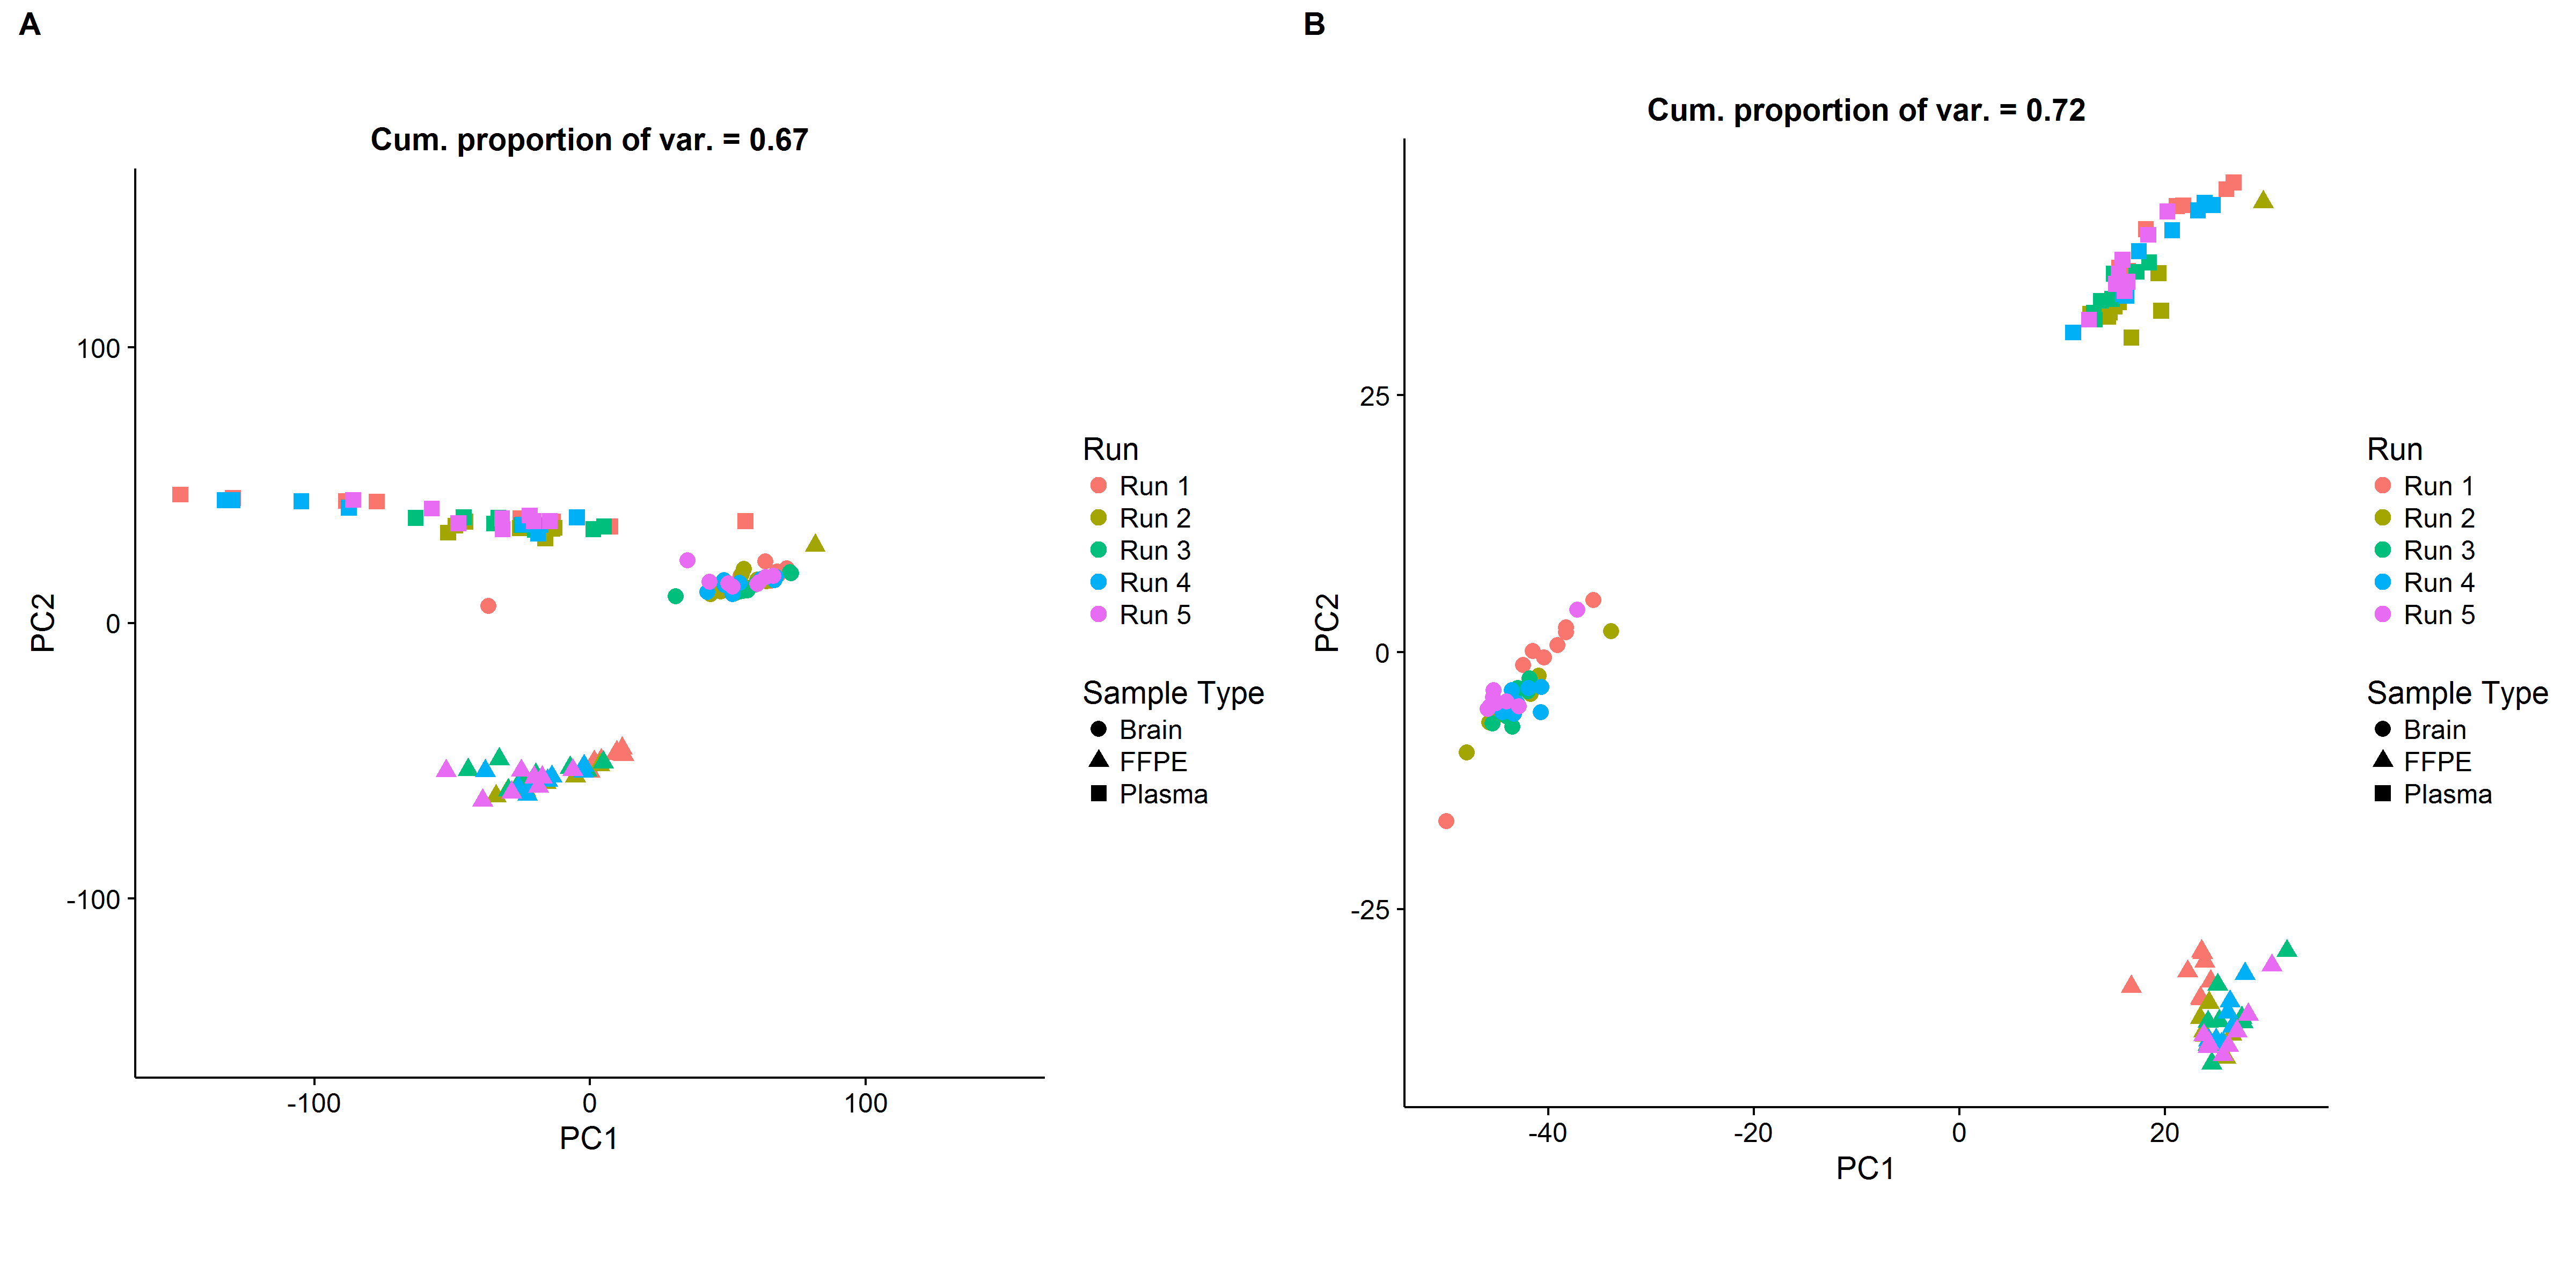 A
Cum. proportion of var. = 0.67
100
0
-100
PC2
-100
0
100
PC1
Run
Run 1
Run 2
Run 3
Run 4
Run 5
Sample Type
Brain
FFPE
Plasma
B
Cum. proportion of var. = 0.72
25
0
-25
PC2
-40
-20
0
20
PC1
Run
Run 1
Run 2
Run 3
Run 4
Run 5
Sample Type
Brain
FFPE
Plasma